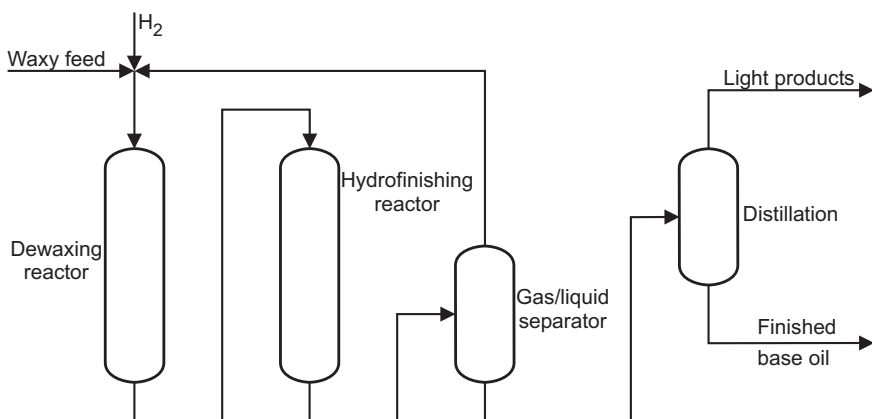 H2
Waxy feed
Light products
Hydrofinishing
reactor
Distillation
Dewaxing
reactor
Gas/liquid
separator
Finished
base oil